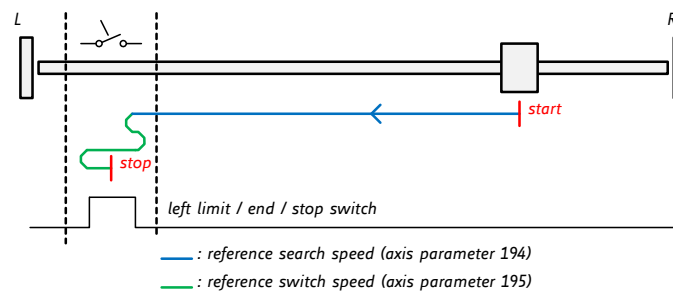 L
R
start
stop
left limit / end / stop switch
: reference search speed (axis parameter 194)
: reference switch speed (axis parameter 195)